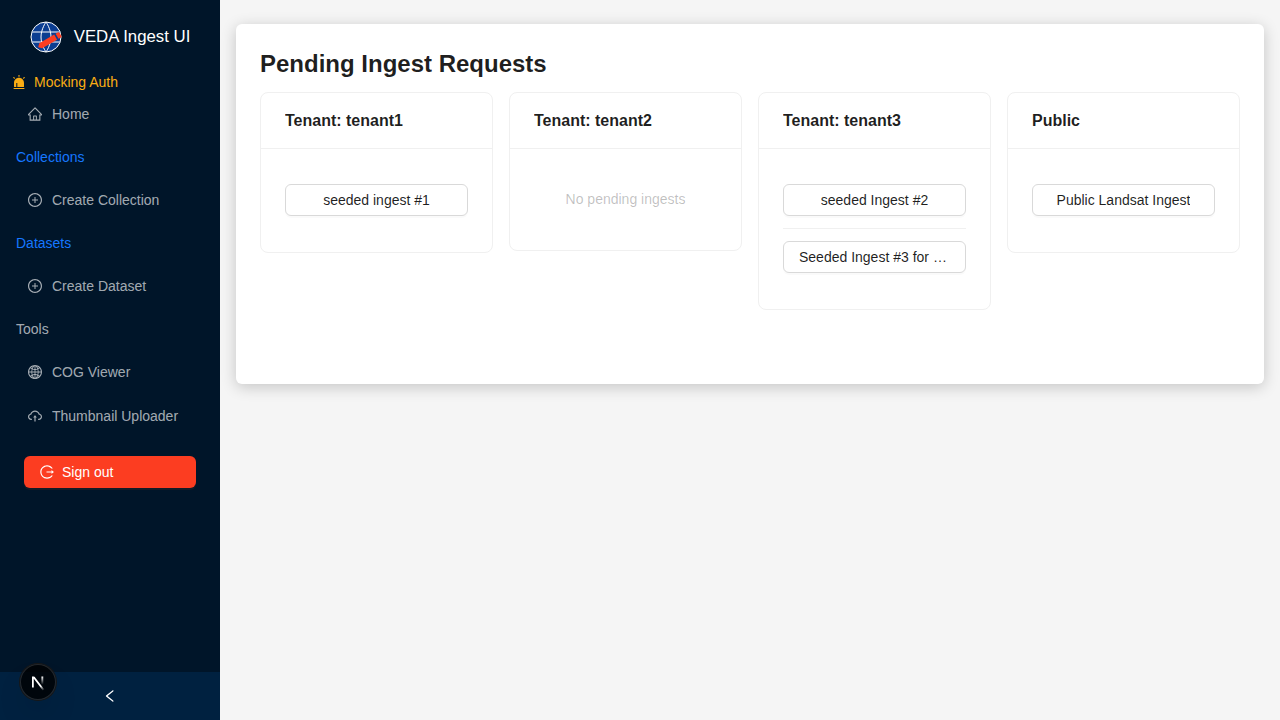 VEDA Ingest UI
Mocking Auth
Home
Collections
Create Collection
Datasets
Create Dataset
Tools
COG Viewer
Thumbnail Uploader
Sign out
N
Pending Ingest Requests
Tenant: tenant1
seeded ingest #1
Tenant: tenant2
No pending ingests
Tenant: tenant3
seeded Ingest #2
Seeded Ingest #3 for …
Public
Public Landsat Ingest